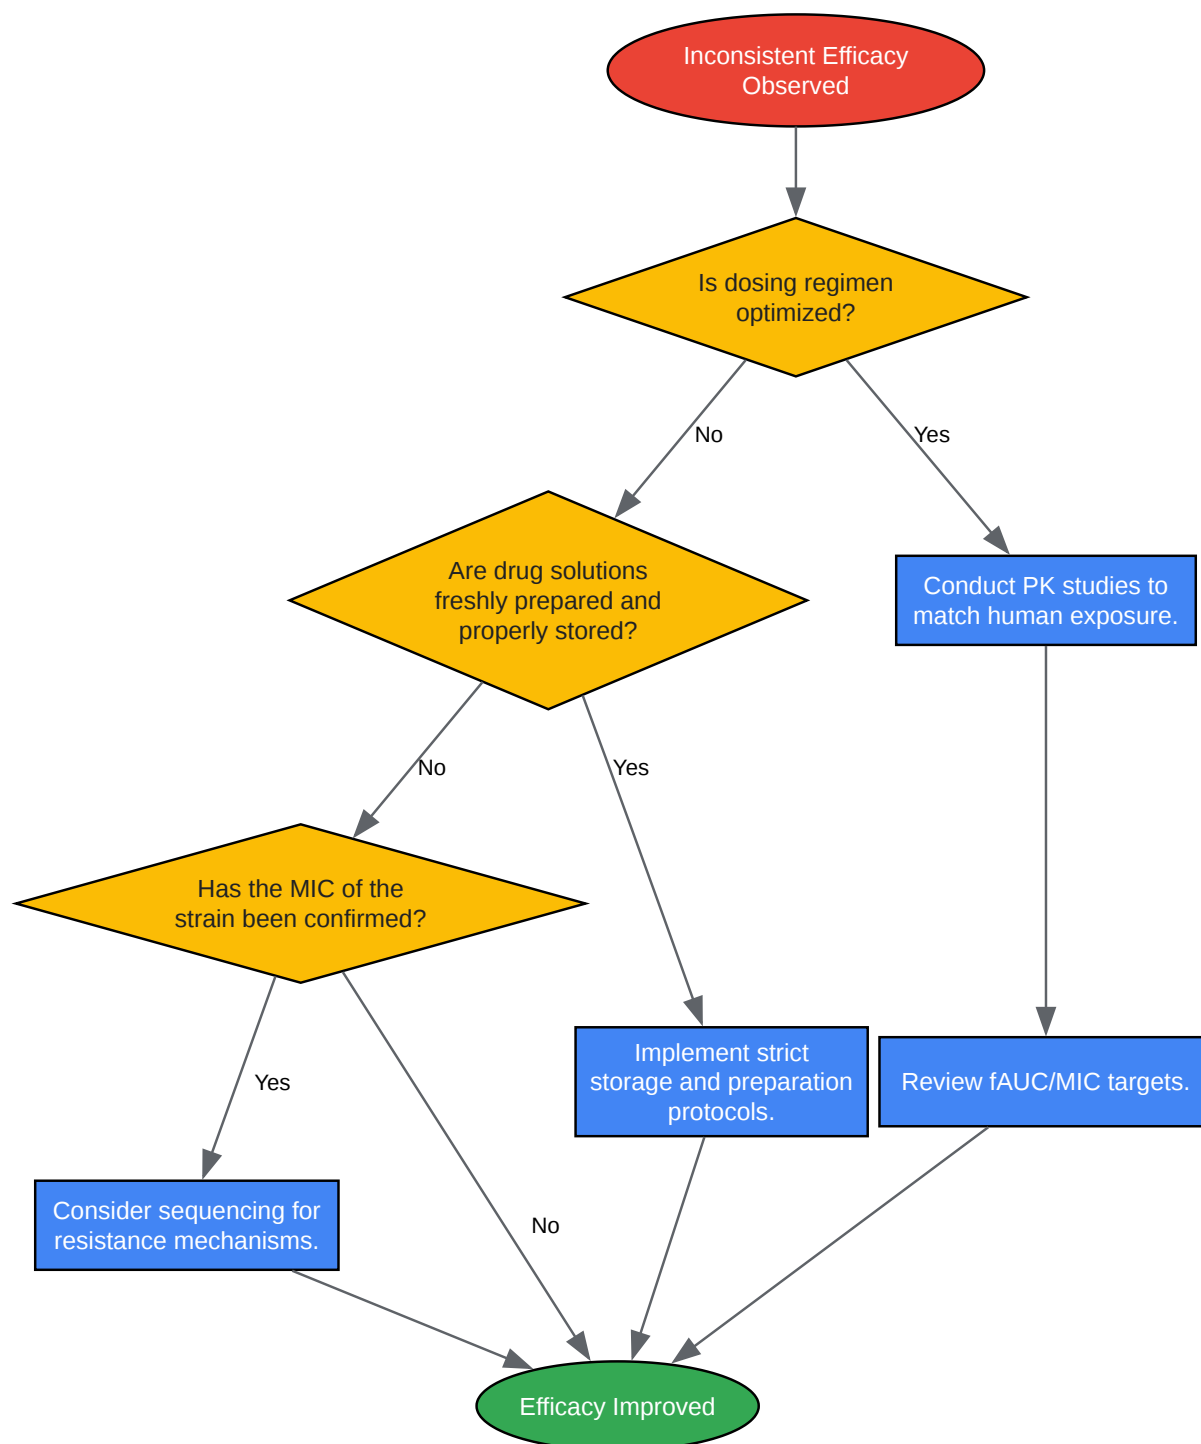 Inconsistent Efficacy
Observed
Is dosing regimen
optimized?
No
Yes
Are drug solutions
freshly prepared and
properly stored?
Conduct PK studies to
match human exposure.
No
Yes
Has the MIC of the
strain been confirmed?
Implement strict
storage and preparation
protocols.
Review fAUC/MIC targets.
Yes
Consider sequencing for
resistance mechanisms.
No
Efficacy Improved